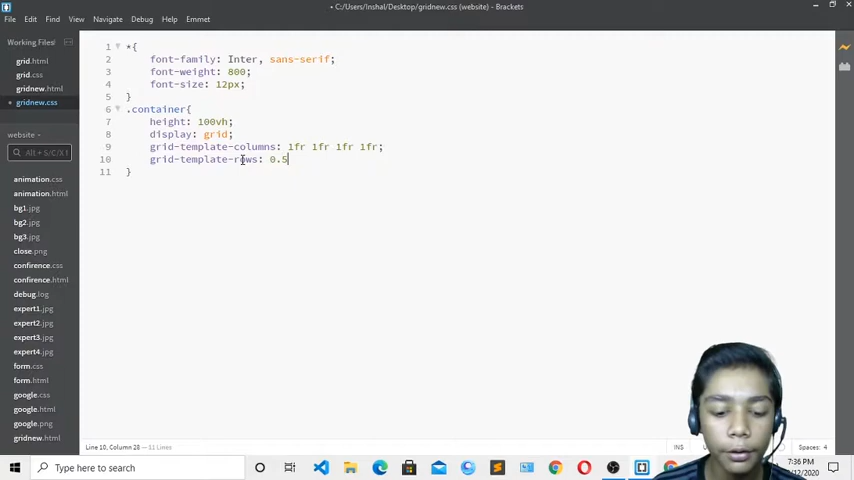 • C:/Users/Inshal/Desktop/gridnew.css (website) - Brackets
File Edit Find View Navigate Debug Help Emmet
Working Files
grid.html
grid.css
gridnew.html
• gridnew.css
website
Alt + S/C X
animation.css
animation.html
bg1.jpg
bg2.jpg
bg3.jpg
close.png
confirence.css
confirence.html
debug.log
expert1.jpg
expert2.jpg
expert3.jpg
expert4.jpg
form.css
form.html
google.css
google.html
google.png
gridnew.html
1 *{
2 font-family: Inter, sans-serif;
3 font-weight: 800;
4 font-size: 12px;
5 }
6 .container{
7 height: 100vh;
8 display: grid;
9 grid-template-columns: 1fr 1fr 1fr 1fr;
10 grid-template-rows: 0.5
11 }
Line 10, Column 28 — 11 Lines
INS
Spaces: 4
Type here to search
7:36 PM
/12/2020